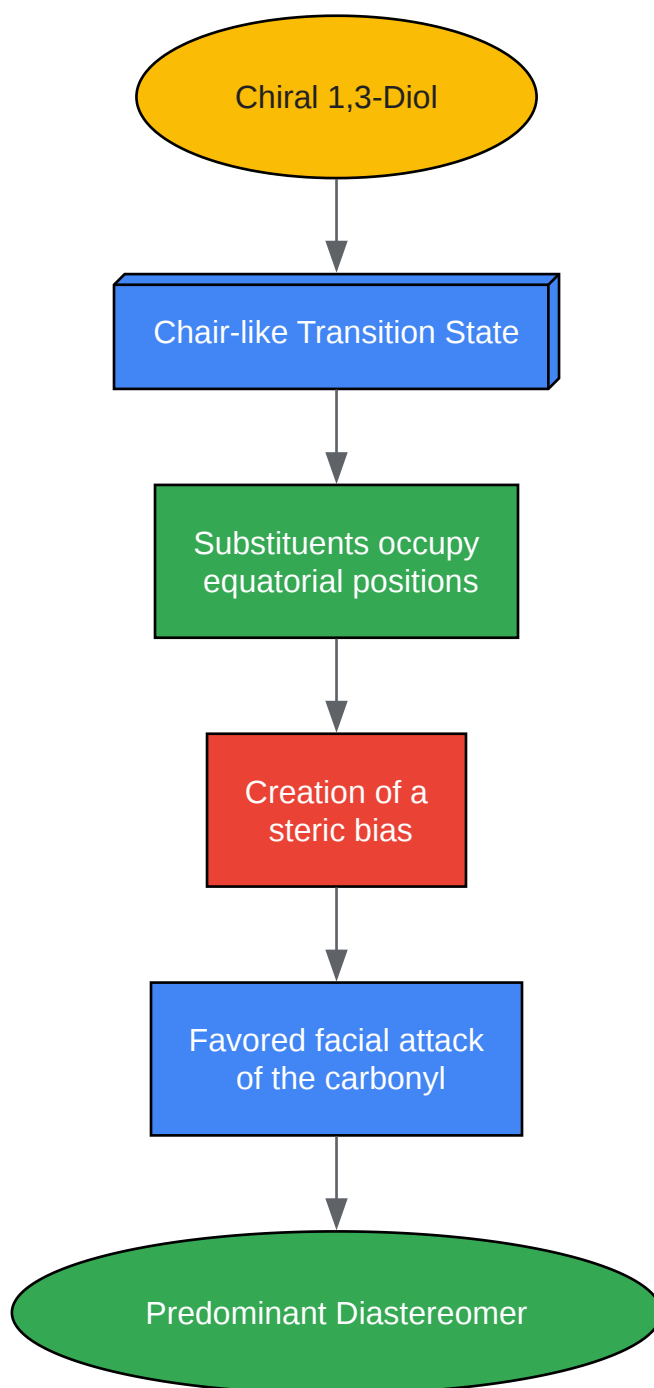 Chiral 1,3-Diol
Chair-like Transition State
Substituents occupy
equatorial positions
Creation of a
steric bias
Favored facial attack
of the carbonyl
Predominant Diastereomer